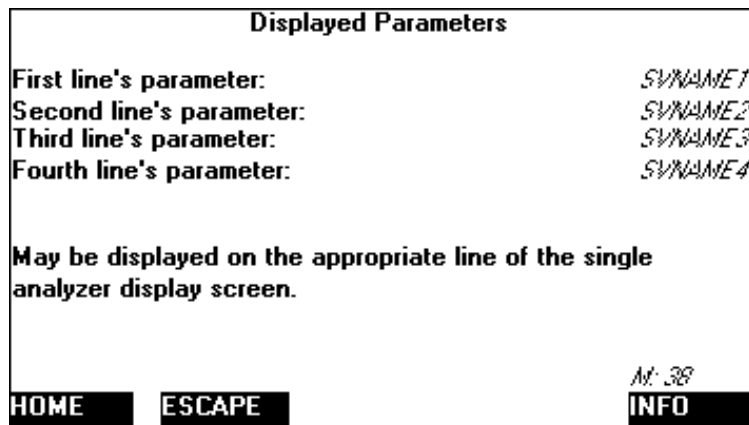 Displayed Parameters
First line's parameter: SVNAME1
Second line's parameter: SVNAME2
Third line's parameter: SVNAME3
Fourth line's parameter: SVNAME4
May be displayed on the appropriate line of the single
analyzer display screen.
M: 38
HOME ESCAPE INFO